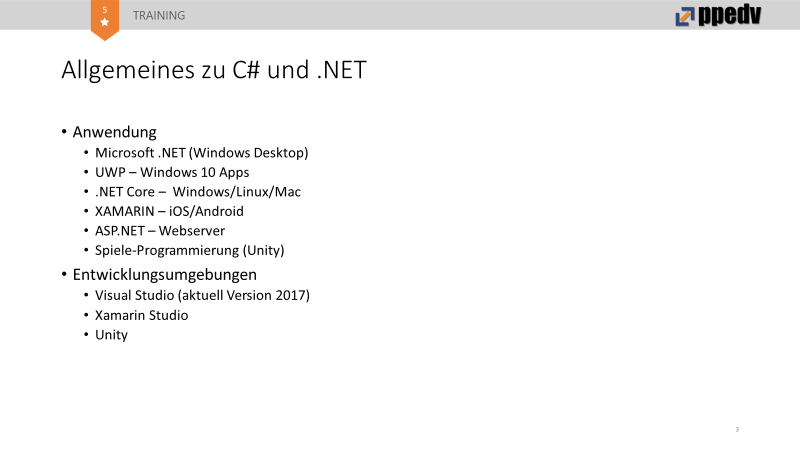 5
TRAINING
ppedv
Allgemeines zu C# und .NET
• Anwendung
• Microsoft .NET (Windows Desktop)
• UWP – Windows 10 Apps
• .NET Core – Windows/Linux/Mac
• XAMARIN – iOS/Android
• ASP.NET – Webserver
• Spiele-Programmierung (Unity)
• Entwicklungsumgebungen
• Visual Studio (aktuell Version 2017)
• Xamarin Studio
• Unity
3